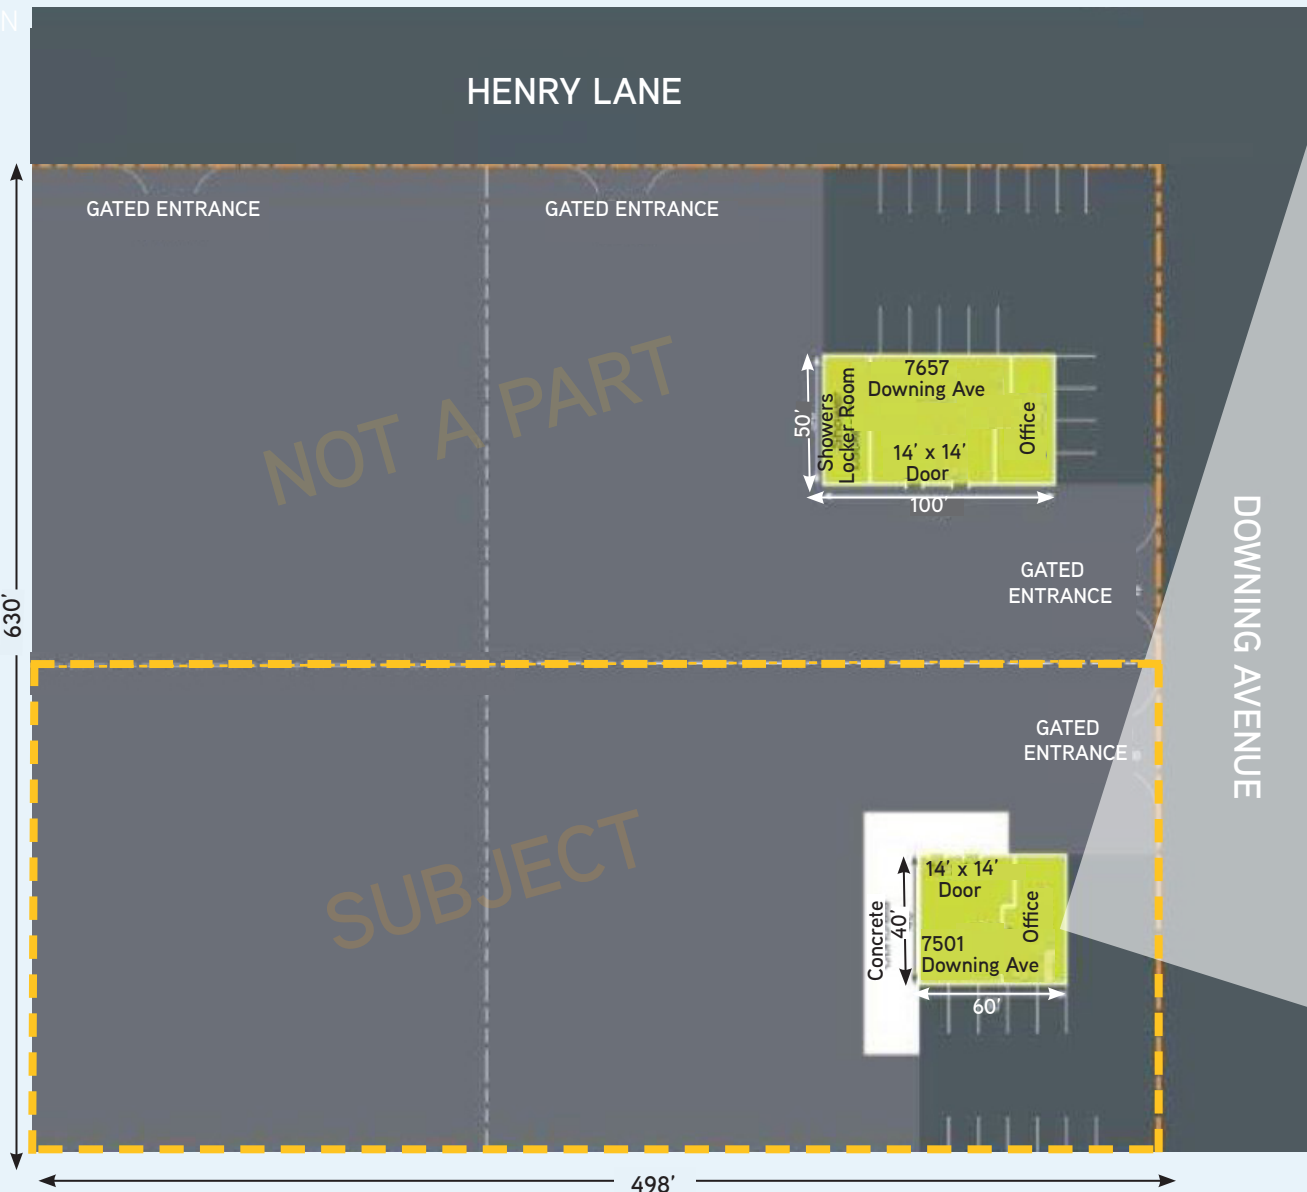 N
HENRY LANE
GATED ENTRANCE
GATED ENTRANCE
NOT A PART
7657
Downing Ave
Showers
Locker Room
14' x 14'
Door
Office
50'
100'
GATED
ENTRANCE
630'
DOWNING AVENUE
GATED
ENTRANCE
SUBJECT
14' x 14'
Door
Office
Concrete
40'
7501
Downing Ave
60'
498'